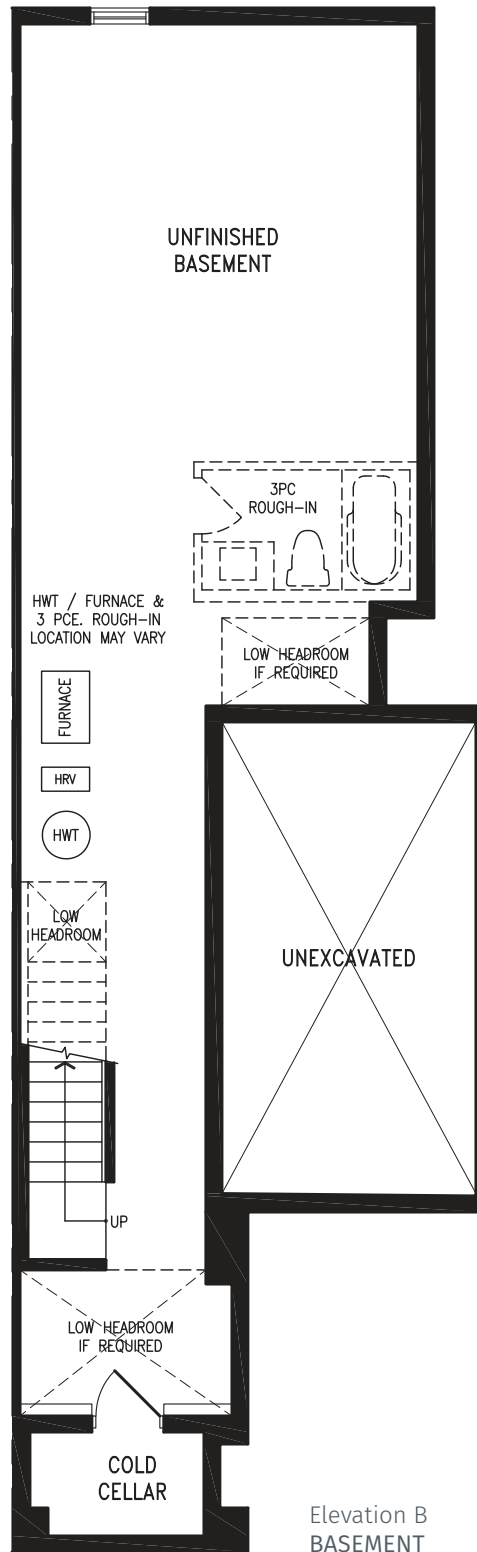 UNFINISHED
BASEMENT
3PC
ROUGH-IN
HWT / FURNACE &
3 PCE. ROUGH-IN
LOCATION MAY VARY
LOW HEADROOM
IF REQUIRED
FURNACE
HRV
HWT
LOW
HEADROOM
UNEXCAVATED
UP
LOW HEADROOM
IF REQUIRED
COLD
CELLAR
Elevation B
BASEMENT